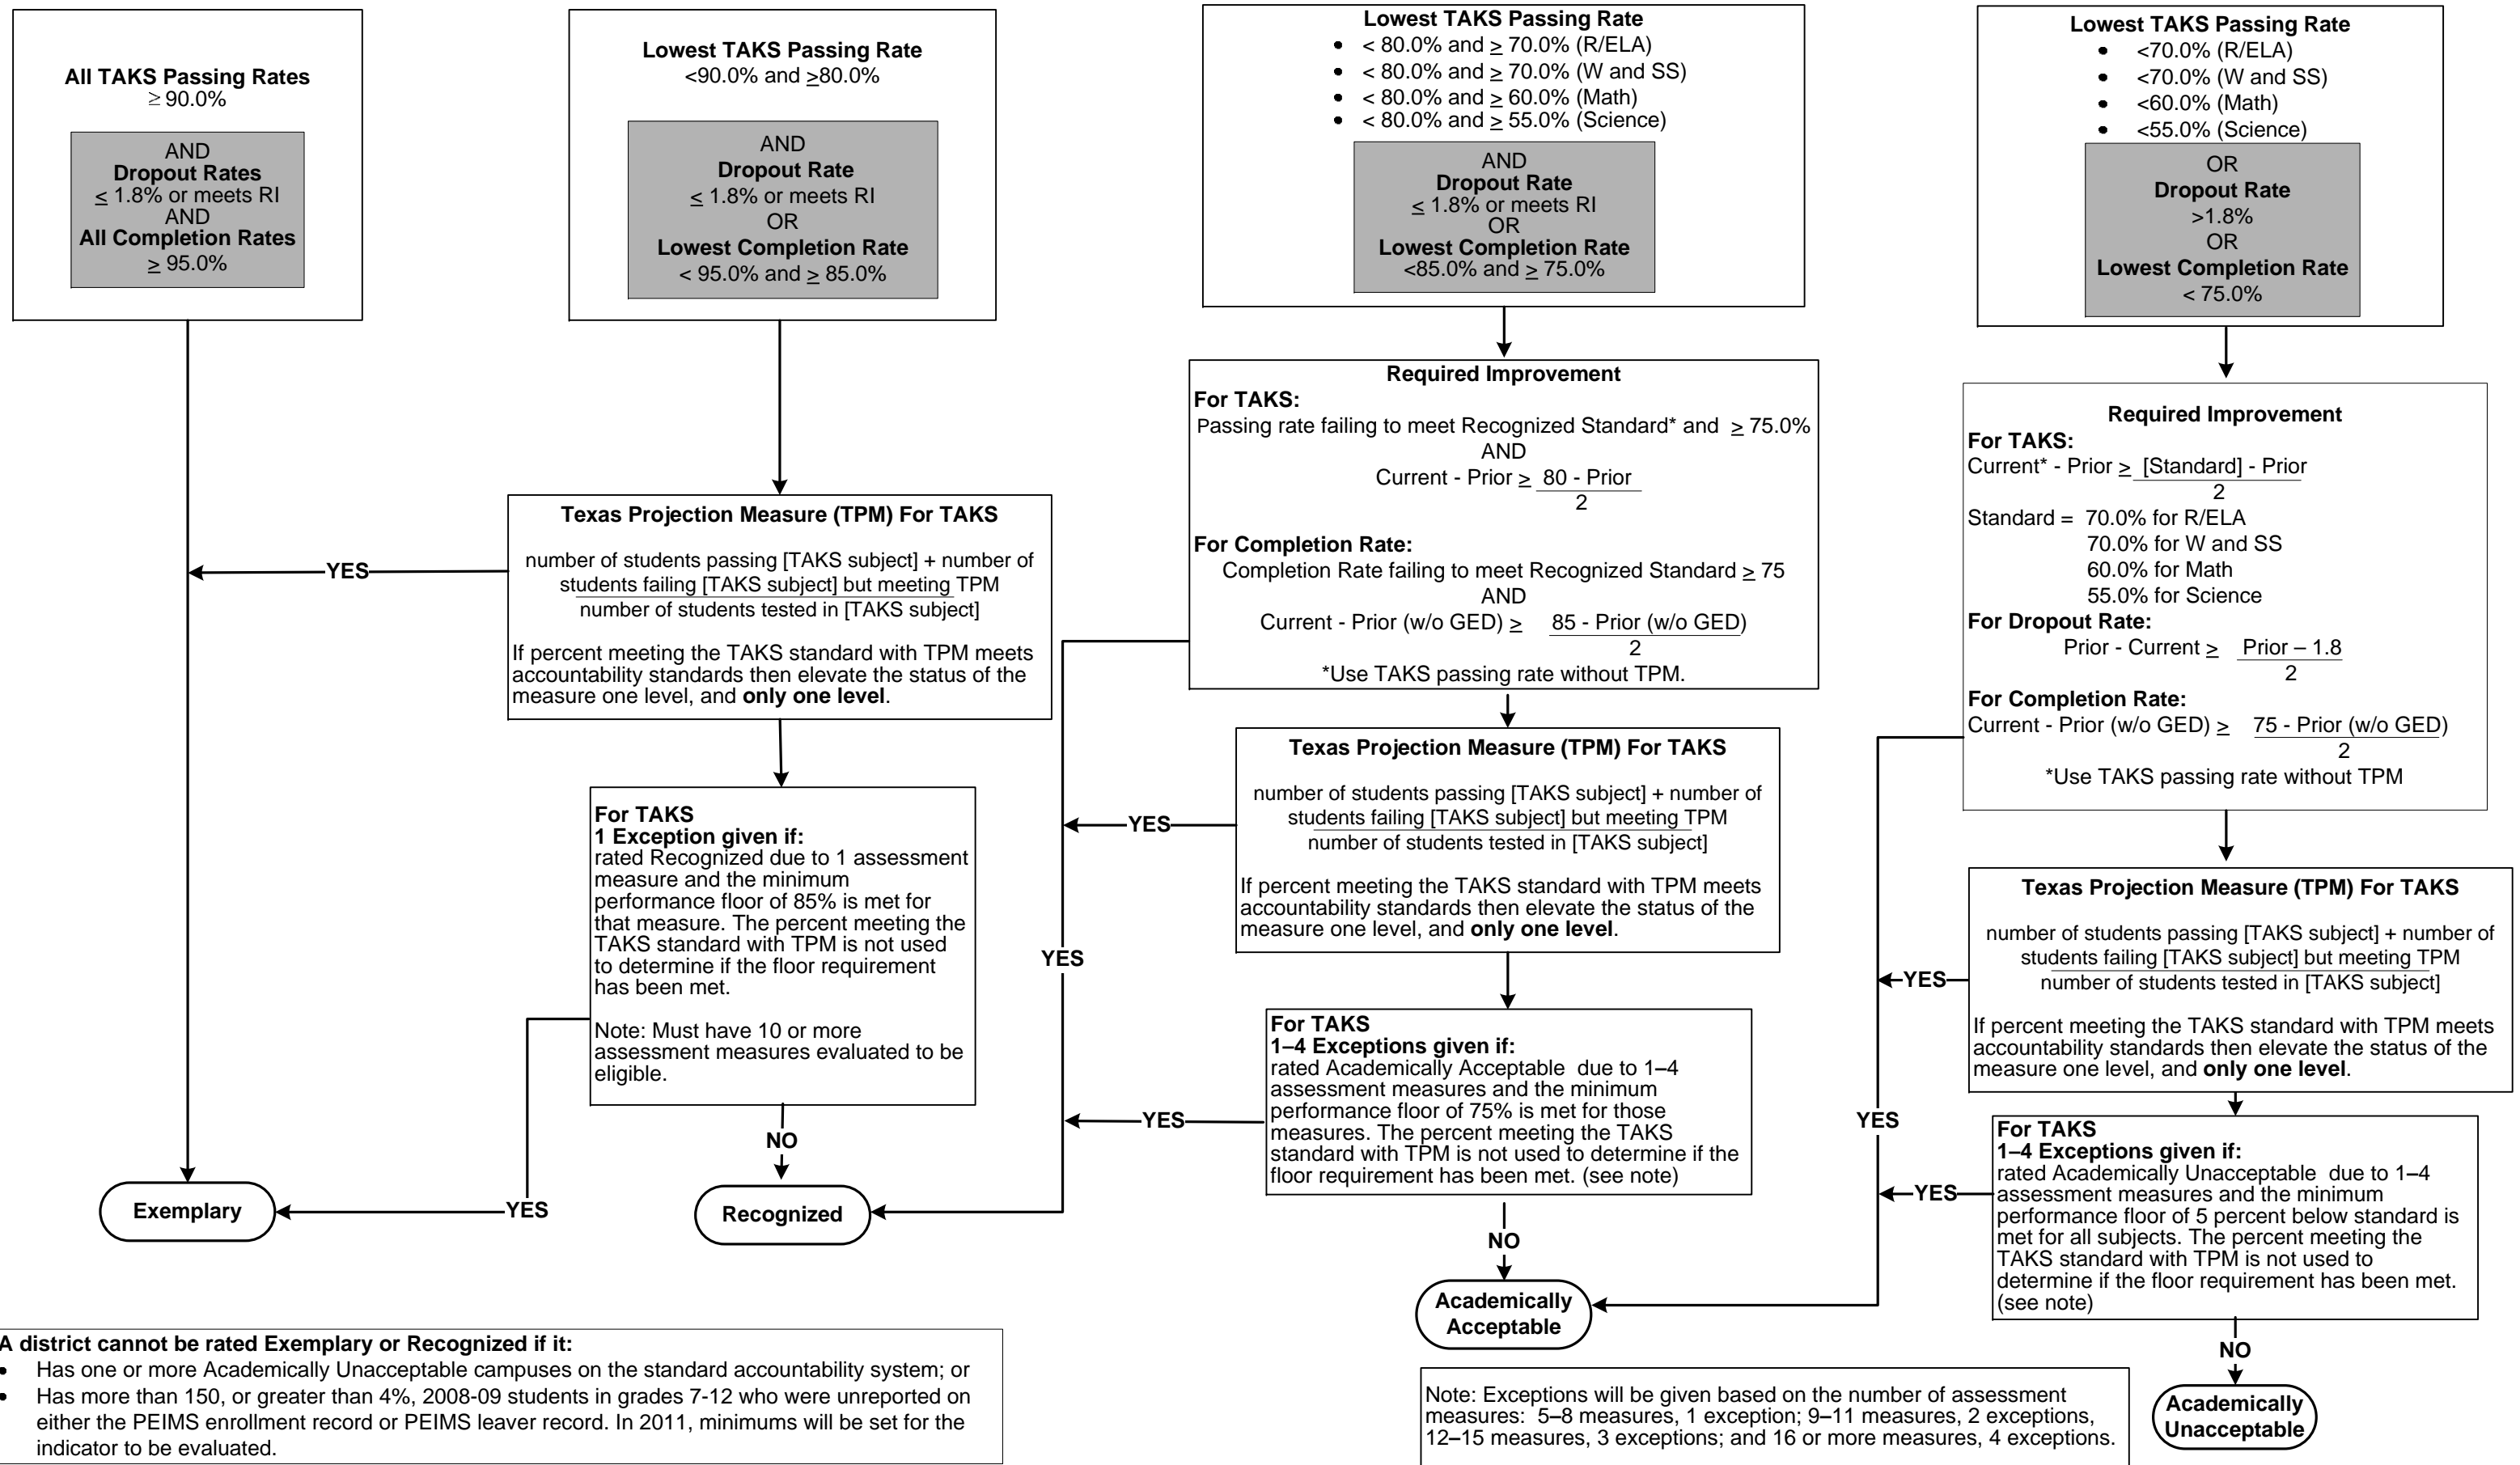 All TAKS Passing Rates
≥ 90.0%
AND
Dropout Rates
≤ 1.8% or meets RI
AND
All Completion Rates
≥ 95.0%
Lowest TAKS Passing Rate
<90.0% and ≥80.0%
AND
Dropout Rate
≤ 1.8% or meets RI
OR
Lowest Completion Rate
< 95.0% and ≥ 85.0%
Lowest TAKS Passing Rate
• < 80.0% and ≥ 70.0% (R/ELA)
• < 80.0% and ≥ 70.0% (W and SS)
• < 80.0% and ≥ 60.0% (Math)
• < 80.0% and ≥ 55.0% (Science)
AND
Dropout Rate
≤ 1.8% or meets RI
OR
Lowest Completion Rate
<85.0% and ≥ 75.0%
Lowest TAKS Passing Rate
• <70.0% (R/ELA)
• <70.0% (W and SS)
• <60.0% (Math)
• <55.0% (Science)
OR
Dropout Rate
>1.8%
OR
Lowest Completion Rate
< 75.0%
Texas Projection Measure (TPM) For TAKS
number of students passing [TAKS subject] + number of
students failing [TAKS subject] but meeting TPM
number of students tested in [TAKS subject]
If percent meeting the TAKS standard with TPM meets
accountability standards then elevate the status of the
measure one level, and only one level.
YES
For TAKS
1 Exception given if:
rated Recognized due to 1 assessment
measure and the minimum
performance floor of 85% is met for
that measure. The percent meeting the
TAKS standard with TPM is not used
to determine if the floor requirement
has been met.
Note: Must have 10 or more
assessment measures evaluated to be
eligible.
NO
YES
Exemplary
Recognized
Required Improvement
For TAKS:
Passing rate failing to meet Recognized Standard* and ≥ 75.0%
AND
Current - Prior ≥ 80 - Prior
2
For Completion Rate:
Completion Rate failing to meet Recognized Standard ≥ 75
AND
Current - Prior (w/o GED) ≥ 85 - Prior (w/o GED)
2
*Use TAKS passing rate without TPM.
Texas Projection Measure (TPM) For TAKS
number of students passing [TAKS subject] + number of
students failing [TAKS subject] but meeting TPM
number of students tested in [TAKS subject]
If percent meeting the TAKS standard with TPM meets
accountability standards then elevate the status of the
measure one level, and only one level.
YES
YES
For TAKS
1–4 Exceptions given if:
rated Academically Acceptable due to 1–4
assessment measures and the minimum
performance floor of 75% is met for those
measures. The percent meeting the TAKS
standard with TPM is not used to determine if the
floor requirement has been met. (see note)
YES
NO
Academically
Acceptable
Required Improvement
For TAKS:
Current* - Prior ≥ [Standard] - Prior
2
Standard = 70.0% for R/ELA
70.0% for W and SS
60.0% for Math
55.0% for Science
For Dropout Rate:
Prior - Current ≥ Prior – 1.8
2
For Completion Rate:
Current - Prior (w/o GED) ≥ 75 - Prior (w/o GED)
2
*Use TAKS passing rate without TPM
Texas Projection Measure (TPM) For TAKS
number of students passing [TAKS subject] + number of
students failing [TAKS subject] but meeting TPM
number of students tested in [TAKS subject]
If percent meeting the TAKS standard with TPM meets
accountability standards then elevate the status of the
measure one level, and only one level.
YES
YES
For TAKS
1–4 Exceptions given if:
rated Academically Unacceptable due to 1–4
assessment measures and the minimum
performance floor of 5 percent below standard is
met for all subjects. The percent meeting the
TAKS standard with TPM is not used to
determine if the floor requirement has been met.
(see note)
YES
NO
Academically
Unacceptable
A district cannot be rated Exemplary or Recognized if it:
• Has one or more Academically Unacceptable campuses on the standard accountability system; or
• Has more than 150, or greater than 4%, 2008-09 students in grades 7-12 who were unreported on
either the PEIMS enrollment record or PEIMS leaver record. In 2011, minimums will be set for the
indicator to be evaluated.
Note: Exceptions will be given based on the number of assessment
measures: 5–8 measures, 1 exception; 9–11 measures, 2 exceptions,
12–15 measures, 3 exceptions; and 16 or more measures, 4 exceptions.